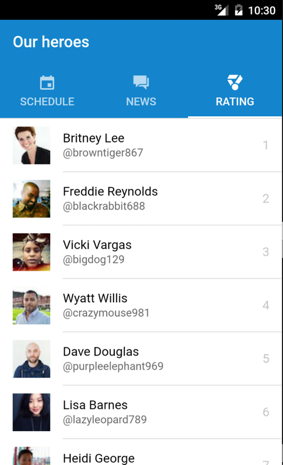 3G 10:30
Our heroes
SCHEDULE NEWS RATING
Britney Lee
@browntiger867
1
Freddie Reynolds
@blackrabbit688
2
Vicki Vargas
@bigdog129
3
Wyatt Willis
@crazymouse981
4
Dave Douglas
@purpleelephant969
5
Lisa Barnes
@lazyleopard789
6
Heidi George
7